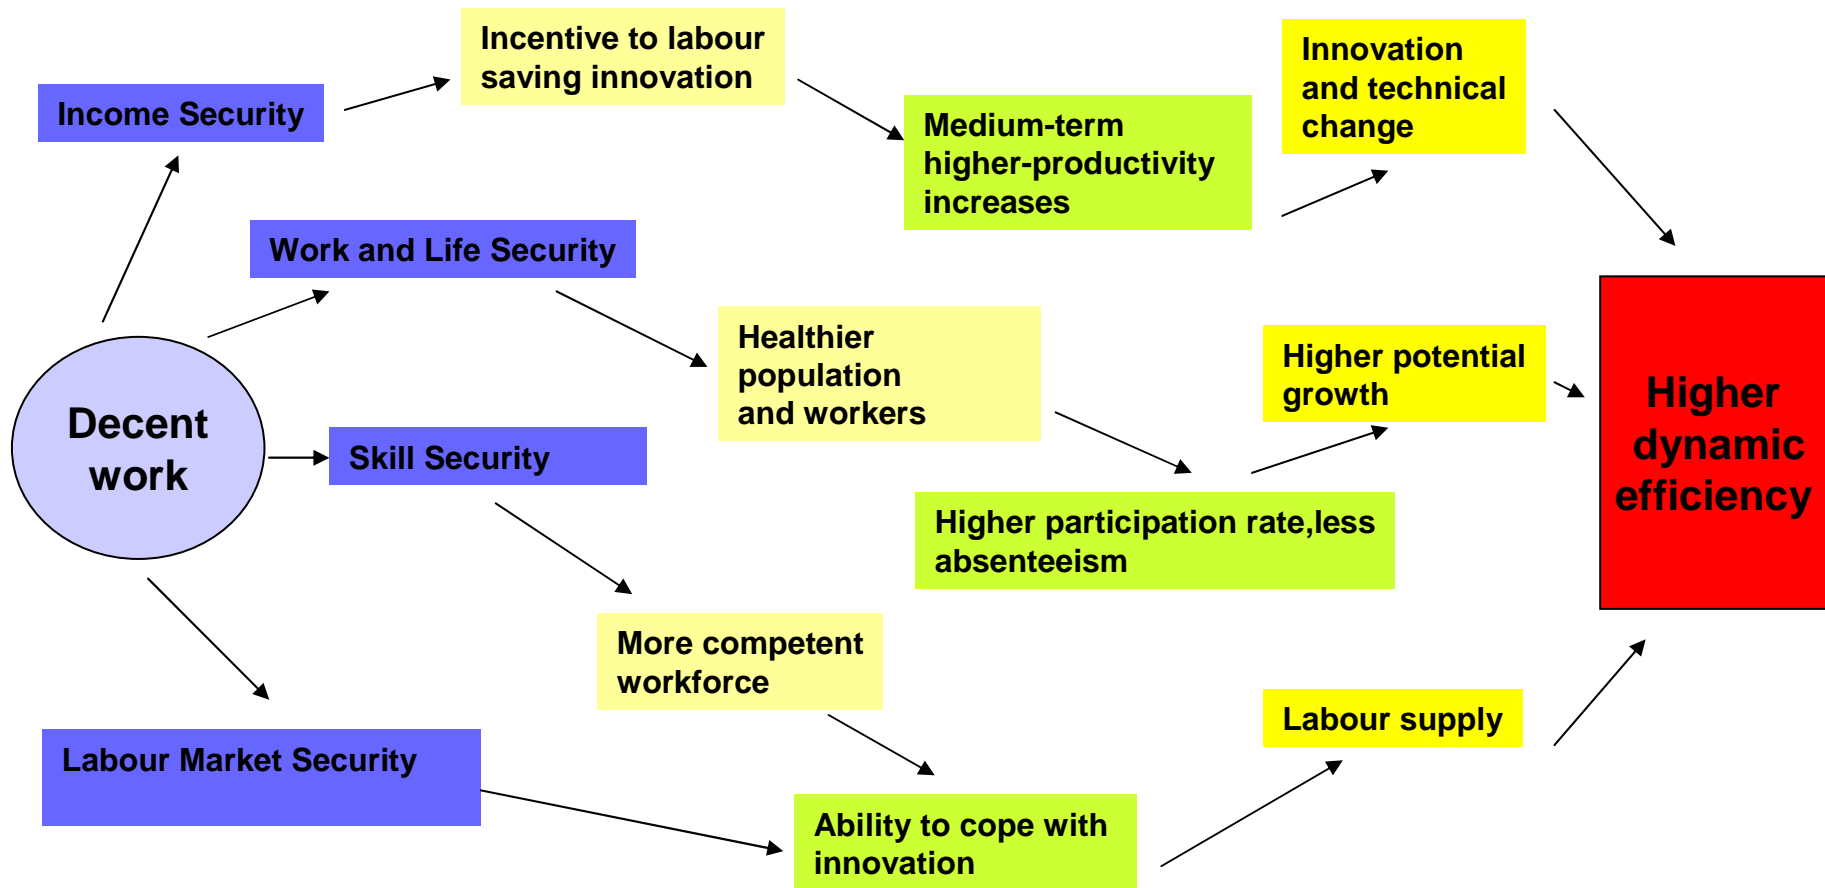 Incentive to labour
saving innovation
Income Security
Innovation
and technical
change
Medium-term
higher-productivity
increases
Work and Life Security
Healthier
population
and workers
Higher potential
growth
Decent
work
Skill Security
Higher
dynamic
efficiency
Higher participation rate,less
absenteeism
More competent
workforce
Labour supply
Labour Market Security
Ability to cope with
innovation